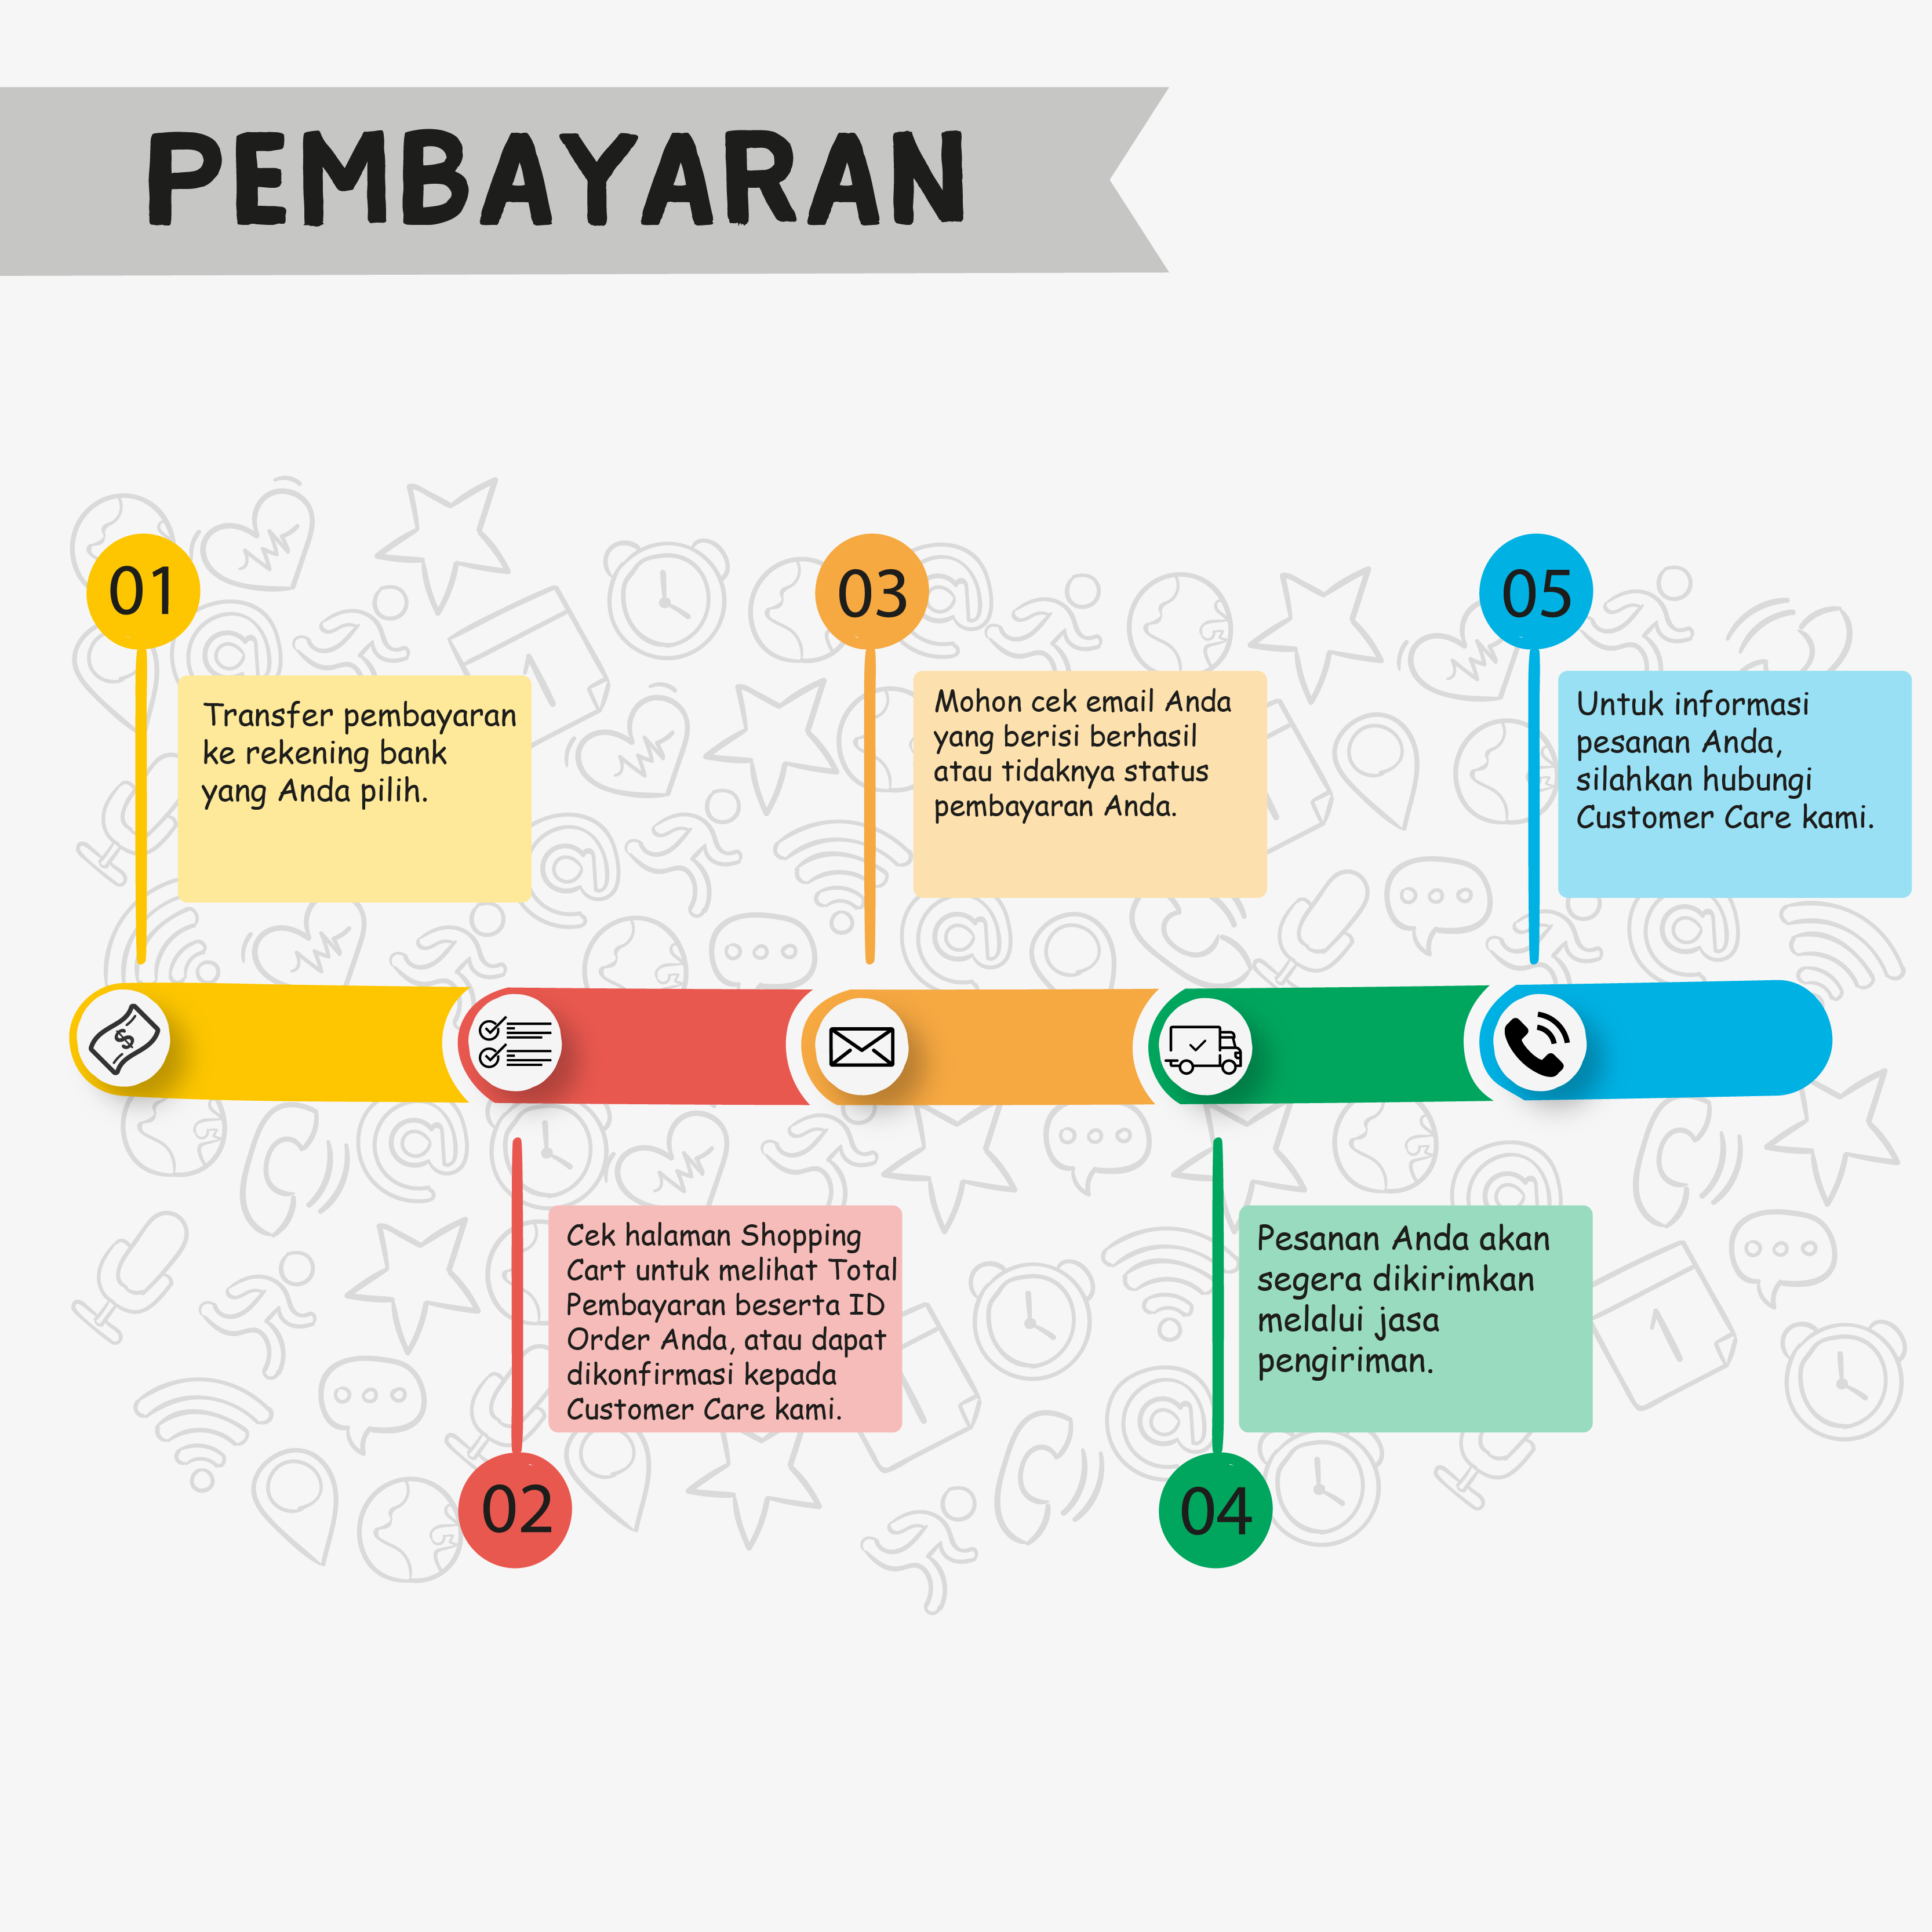 PEMBAYARAN
01
Transfer pembayaran
ke rekening bank
yang Anda pilih.
02
Cek halaman Shopping
Cart untuk melihat Total
Pembayaran beserta ID
Order Anda, atau dapat
dikonfirmasi kepada
Customer Care kami.
03
Mohon cek email Anda
yang berisi berhasil
atau tidaknya status
pembayaran Anda.
04
Pesanan Anda akan
segera dikirimkan
melalui jasa
pengiriman.
05
Untuk informasi
pesanan Anda,
silahkan hubungi
Customer Care kami.